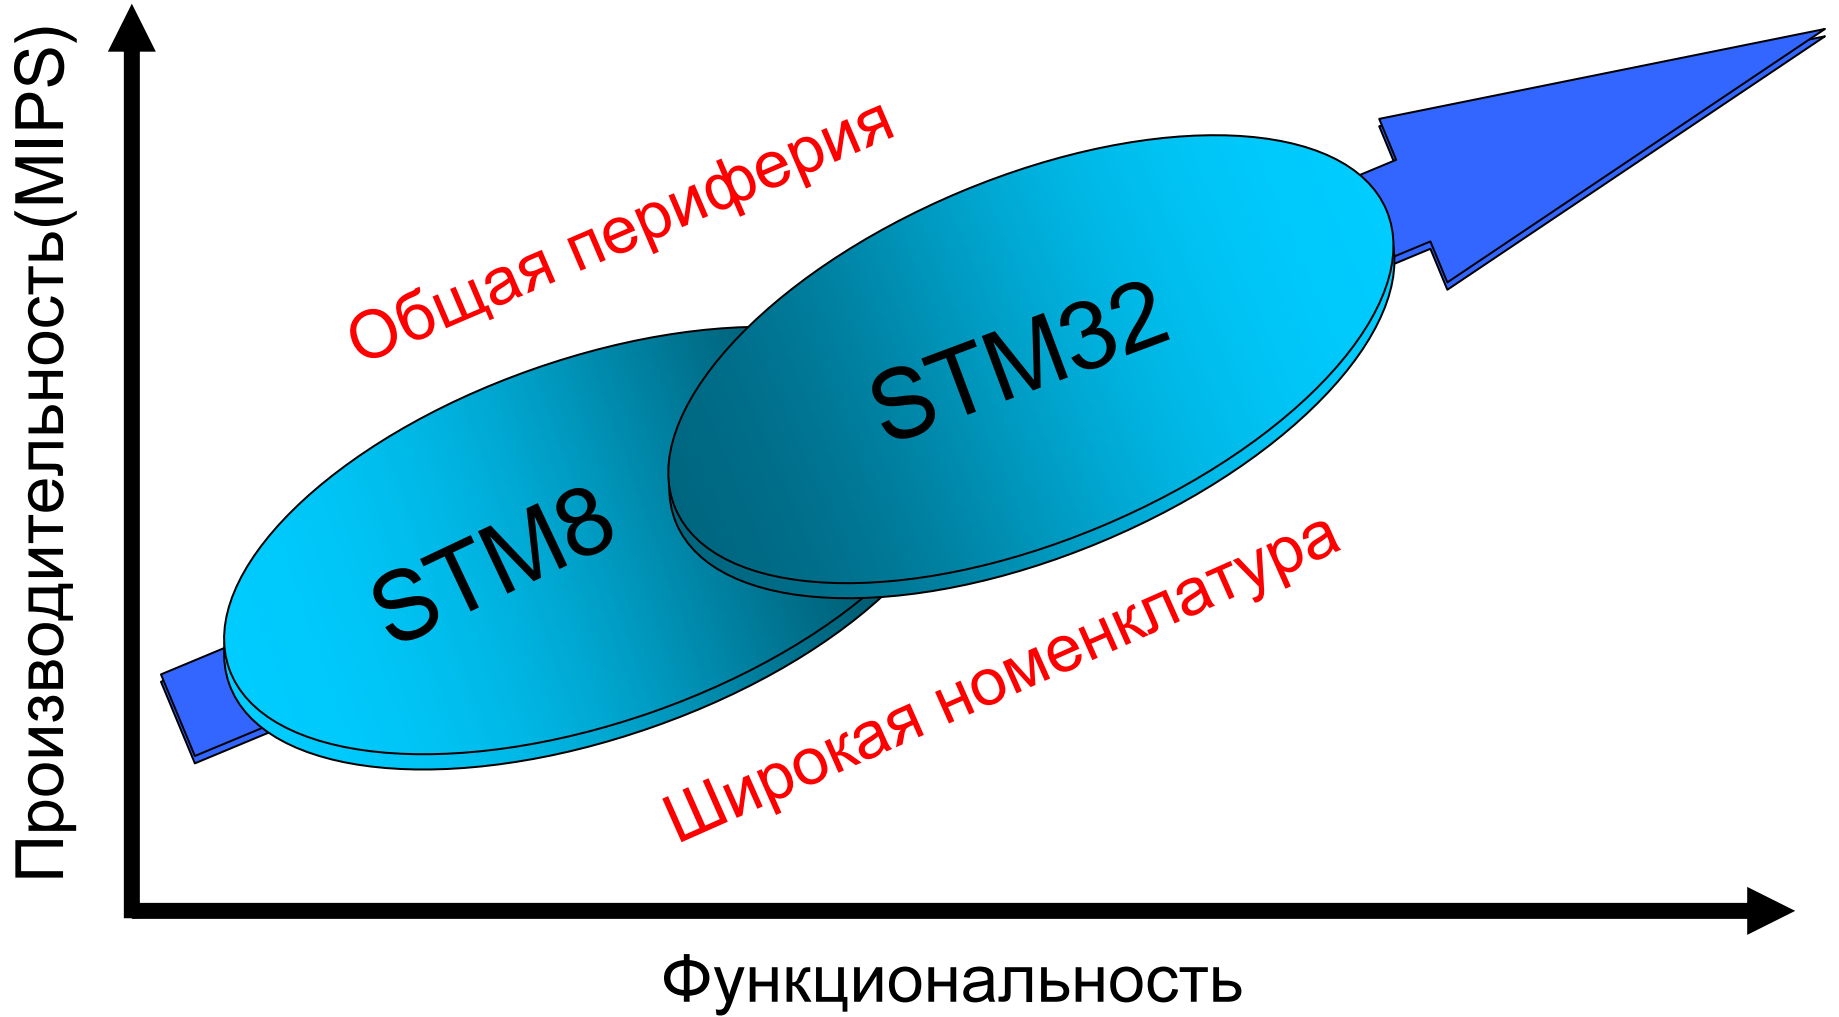 Производительность(MIPS)
Общая периферия
STM32
STM8
Широкая номенклатура
Функциональность